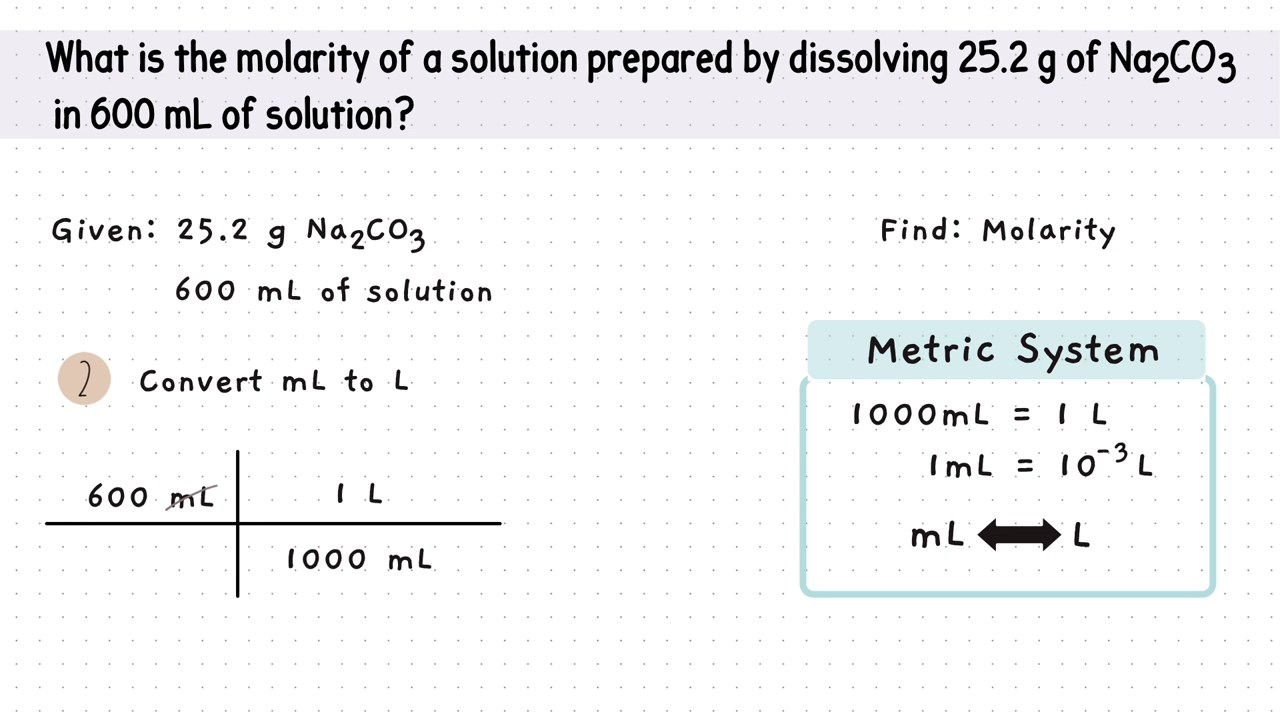 What is the molarity of a solution prepared by dissolving 25.2 g of Na₂CO₃
in 600 mL of solution?
Given: 25.2 g Na₂CO₃
600 mL of solution
Find: Molarity
2 Convert mL to L
600 mL 1 L
1000 mL
Metric System
1000mL = 1 L
1mL = 10⁻³ L
mL ⟷ L